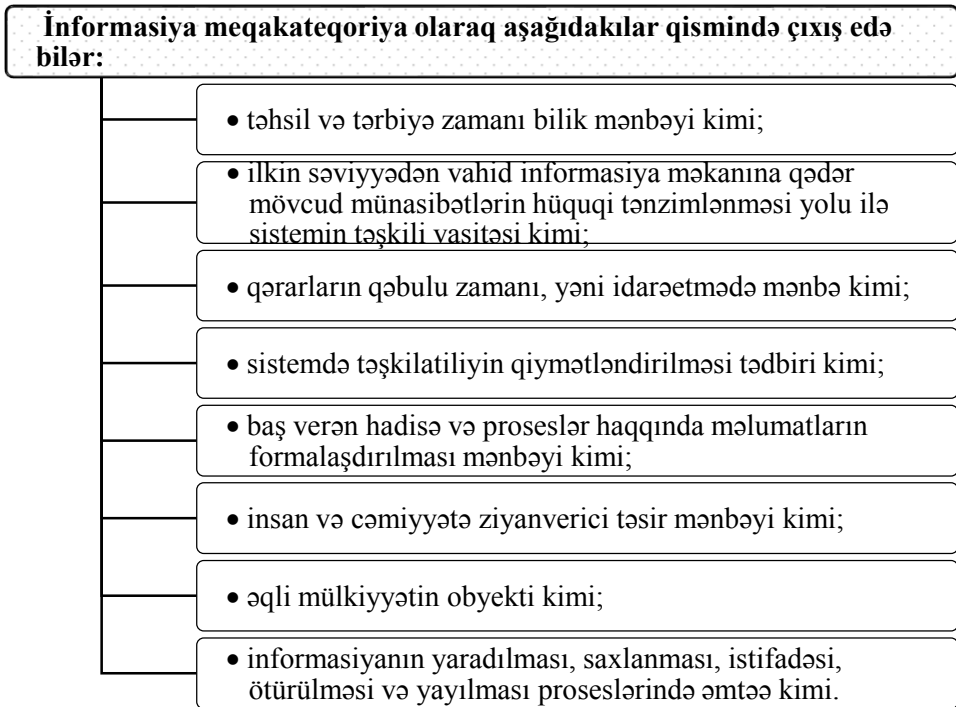 İnformasiya meqakateqoriya olaraq aşağıdakılar qismində çıxış edə
bilər:
• təhsil və tərbiyə zamanı bilik mənbəyi kimi;
• ilkin səviyyədən vahid informasiya məkanına qədər
mövcud münasibətlərin hüquqi tənzimlənməsi yolu ilə
sistemin təşkili vasitəsi kimi;
• qərarların qəbulu zamanı, yəni idarəetmədə mənbə kimi;
• sistemdə təşkilatiliyin qiymətləndirilməsi tədbiri kimi;
• baş verən hadisə və proseslər haqqında məlumatların
formalaşdırılması mənbəyi kimi;
• insan və cəmiyyətə ziyanverici təsir mənbəyi kimi;
• əqli mülkiyyətin obyekti kimi;
• informasiyanın yaradılması, saxlanması, istifadəsi,
ötürülməsi və yayılması proseslərində əmtəə kimi.